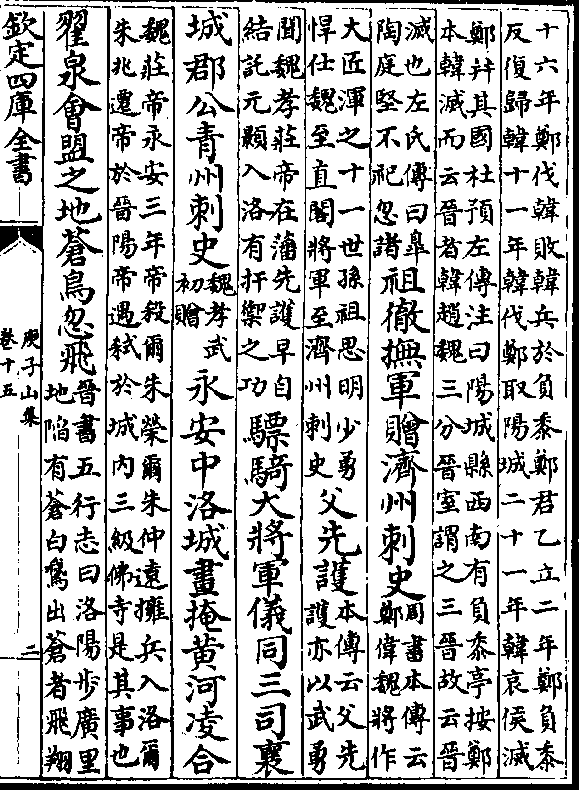 十六年鄭伐韓敗韓兵於負黍鄭君乙立二年鄭負黍
反復歸韓十一年韓伐鄭取陽城二十一年韓哀侯滅
鄭并其國杜預左傳注曰陽城縣西南有負黍亭按鄭
本韓滅而云晉者韓趙魏三分晉室謂之三晉故云晉
滅也左氏傳曰皐
陶庭堅不祀忽諸
祖徹撫軍贈濟州刺史
周書本傳云
鄭偉魏將作
大匠渾之十一世孫祖思明少勇
悍仕魏至直閣將軍至濟州刺史
父先護
本傳云父先
護亦以武勇
聞魏孝莊帝在藩先護早自
結託元顥入洛有扞禦之功
驃騎大將軍儀同三司襄
城郡公青州刺史
魏孝武
初贈
永安中洛城晝掩黄河凌合
魏莊帝永安三年帝殺爾朱榮爾朱仲遠擁兵入洛爾
朱兆遷帝於晉陽帝遇弑於城内三級佛寺是其事也
翟泉會盟之地蒼鳥忽飛
晉書五行志曰洛陽歩廣里
地陷有蒼白鵞出蒼者飛翔
欽定四庫全書
庾子山集
卷十五
二